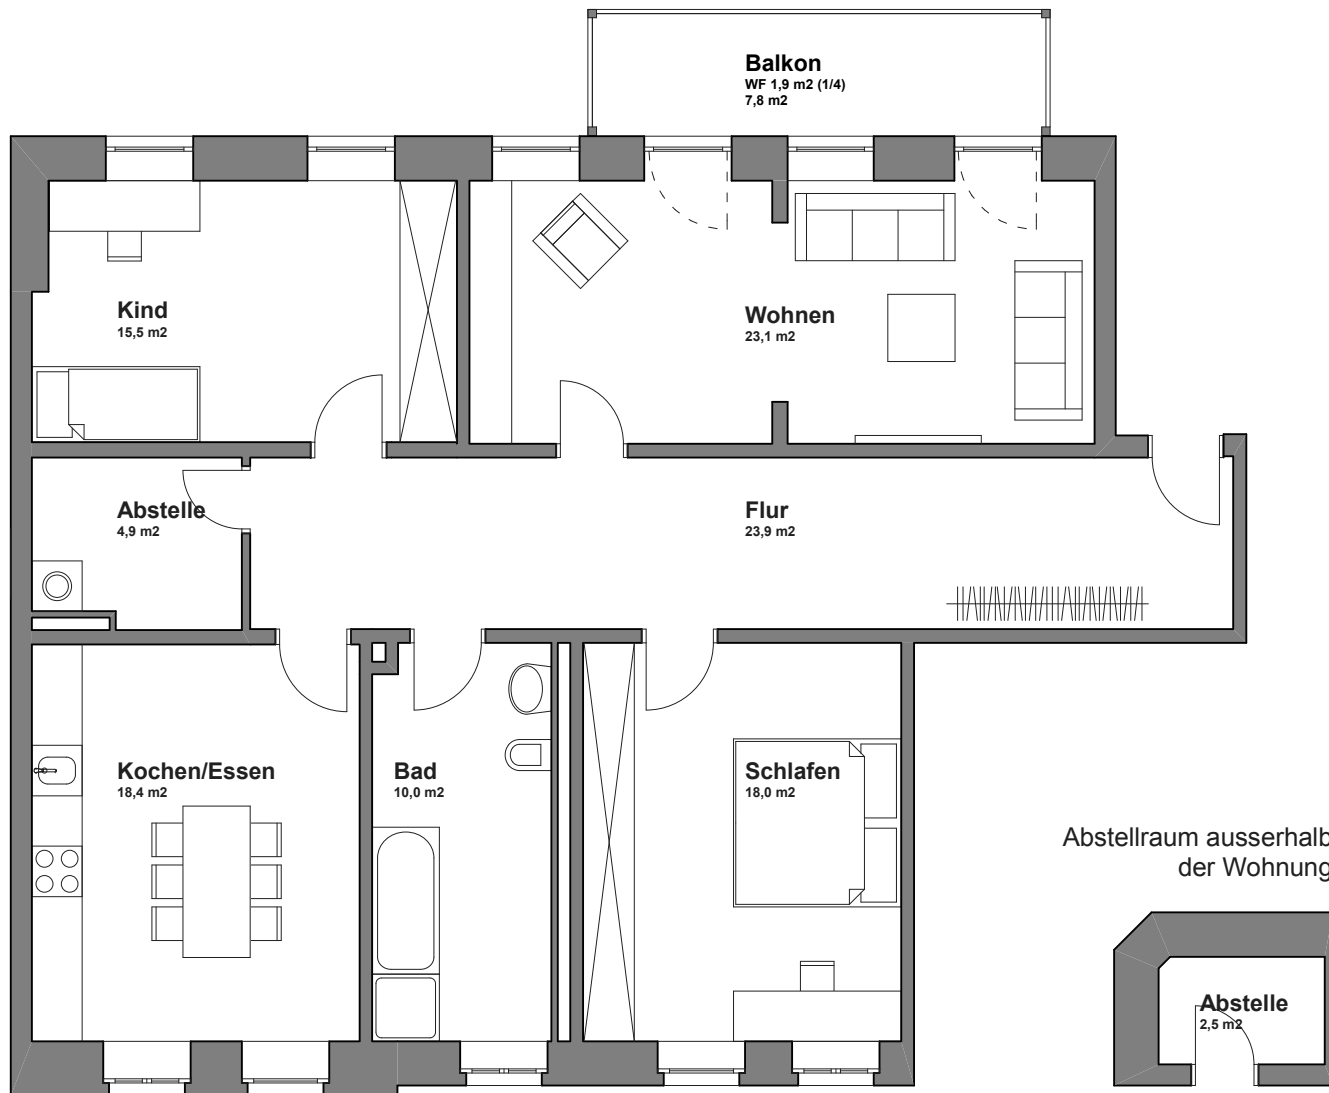 Balkon
WF 1,9 m2 (1/4)
7,8 m2
Kind
15,5 m2
Wohnen
23,1 m2
Abstelle
4,9 m2
Flur
23,9 m2
Kochen/Essen
18,4 m2
Bad
10,0 m2
Schlafen
18,0 m2
Abstellraum ausserhalb
der Wohnung
Abstelle
2,5 m2